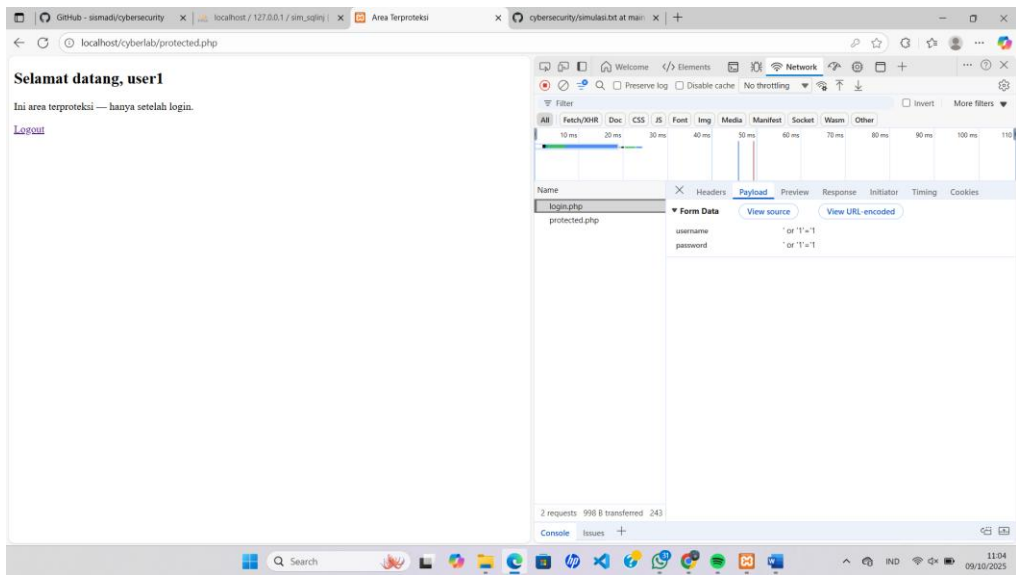 GitHub - sismadi/cybersecurity
localhost / 127.0.0.1 / sim_sqlinj |
Area Terproteksi
cybersecurity/simulasi.txt at main
localhost/cyberlab/protected.php
Selamat datang, user1
Ini area terproteksi — hanya setelah login.
Logout
Welcome Elements Network
Preserve log Disable cache No throttling
Filter Invert More filters
All Fetch/XHR Doc CSS JS Font Img Media Manifest Socket Wasm Other
10 ms 20 ms 30 ms 40 ms 50 ms 60 ms 70 ms 80 ms 90 ms 100 ms 110
Name
login.php
protected.php
Headers Payload Preview Response Initiator Timing Cookies
Form Data View source View URL-encoded
username ' or '1'='1
password ' or '1'='1
2 requests 998 B transferred 243
Console Issues
Search
IND
11:04
09/10/2025